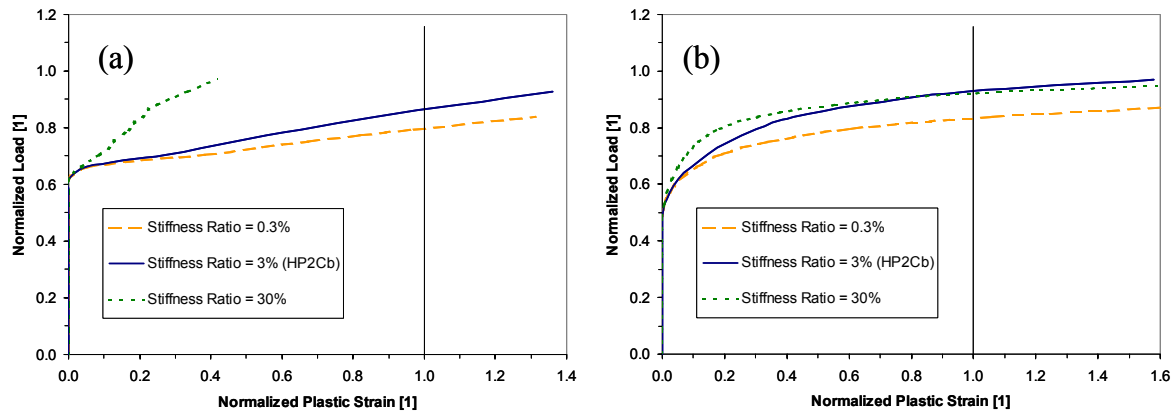 (a)
Normalized Load [1]
1.2
1.0
0.8
0.6
0.4
0.2
0.0
Stiffness Ratio = 0.3%
Stiffness Ratio = 3% (HP2Cb)
Stiffness Ratio = 30%
0.0 0.2 0.4 0.6 0.8 1.0 1.2 1.4
Normalized Plastic Strain [1]
(b)
Normalized Load [1]
1.2
1.0
0.8
0.6
0.4
0.2
0.0
Stiffness Ratio = 0.3%
Stiffness Ratio = 3% (HP2Cb)
Stiffness Ratio = 30%
0.0 0.2 0.4 0.6 0.8 1.0 1.2 1.4 1.6
Normalized Plastic Strain [1]